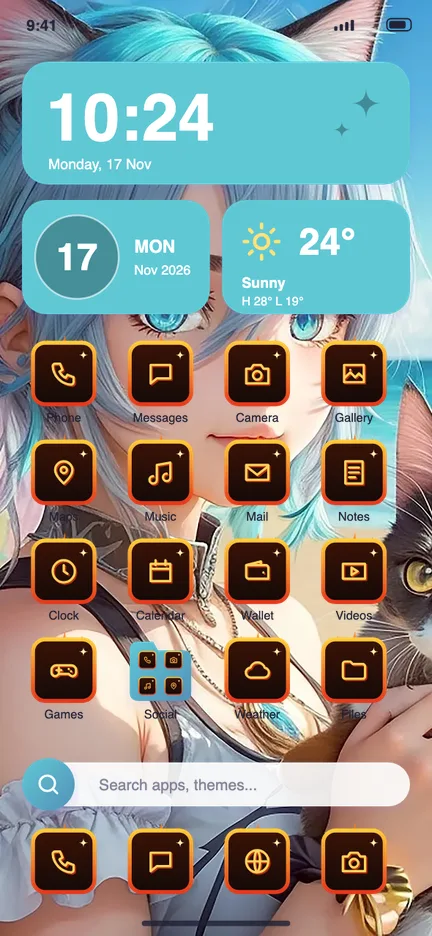 9:41
10:24
Monday, 17 Nov
17
MON
Nov 2026
24°
Sunny
H 28° L 19°
Phone
Messages
Camera
Gallery
Maps
Music
Mail
Notes
Clock
Calendar
Wallet
Videos
Games
Social
Weather
Files
Search apps, themes...